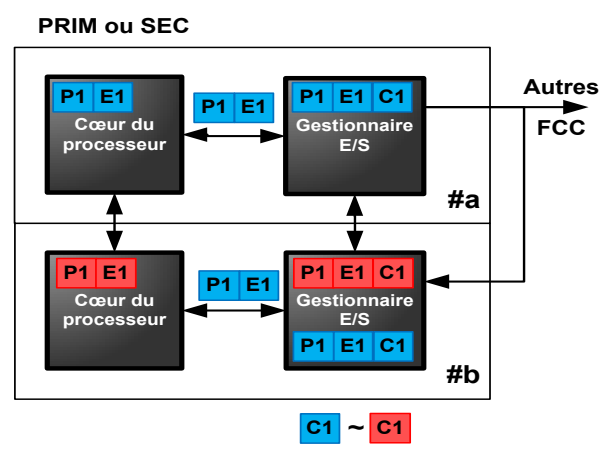 PRIM ou SEC
P1 E1
Cœur du
processeur
P1 E1
P1 E1 C1
Gestionnaire
E/S
Autres
FCC
#a
P1 E1
Cœur du
processeur
P1 E1
P1 E1 C1
Gestionnaire
E/S
P1 E1 C1
#b
C1 ~ C1